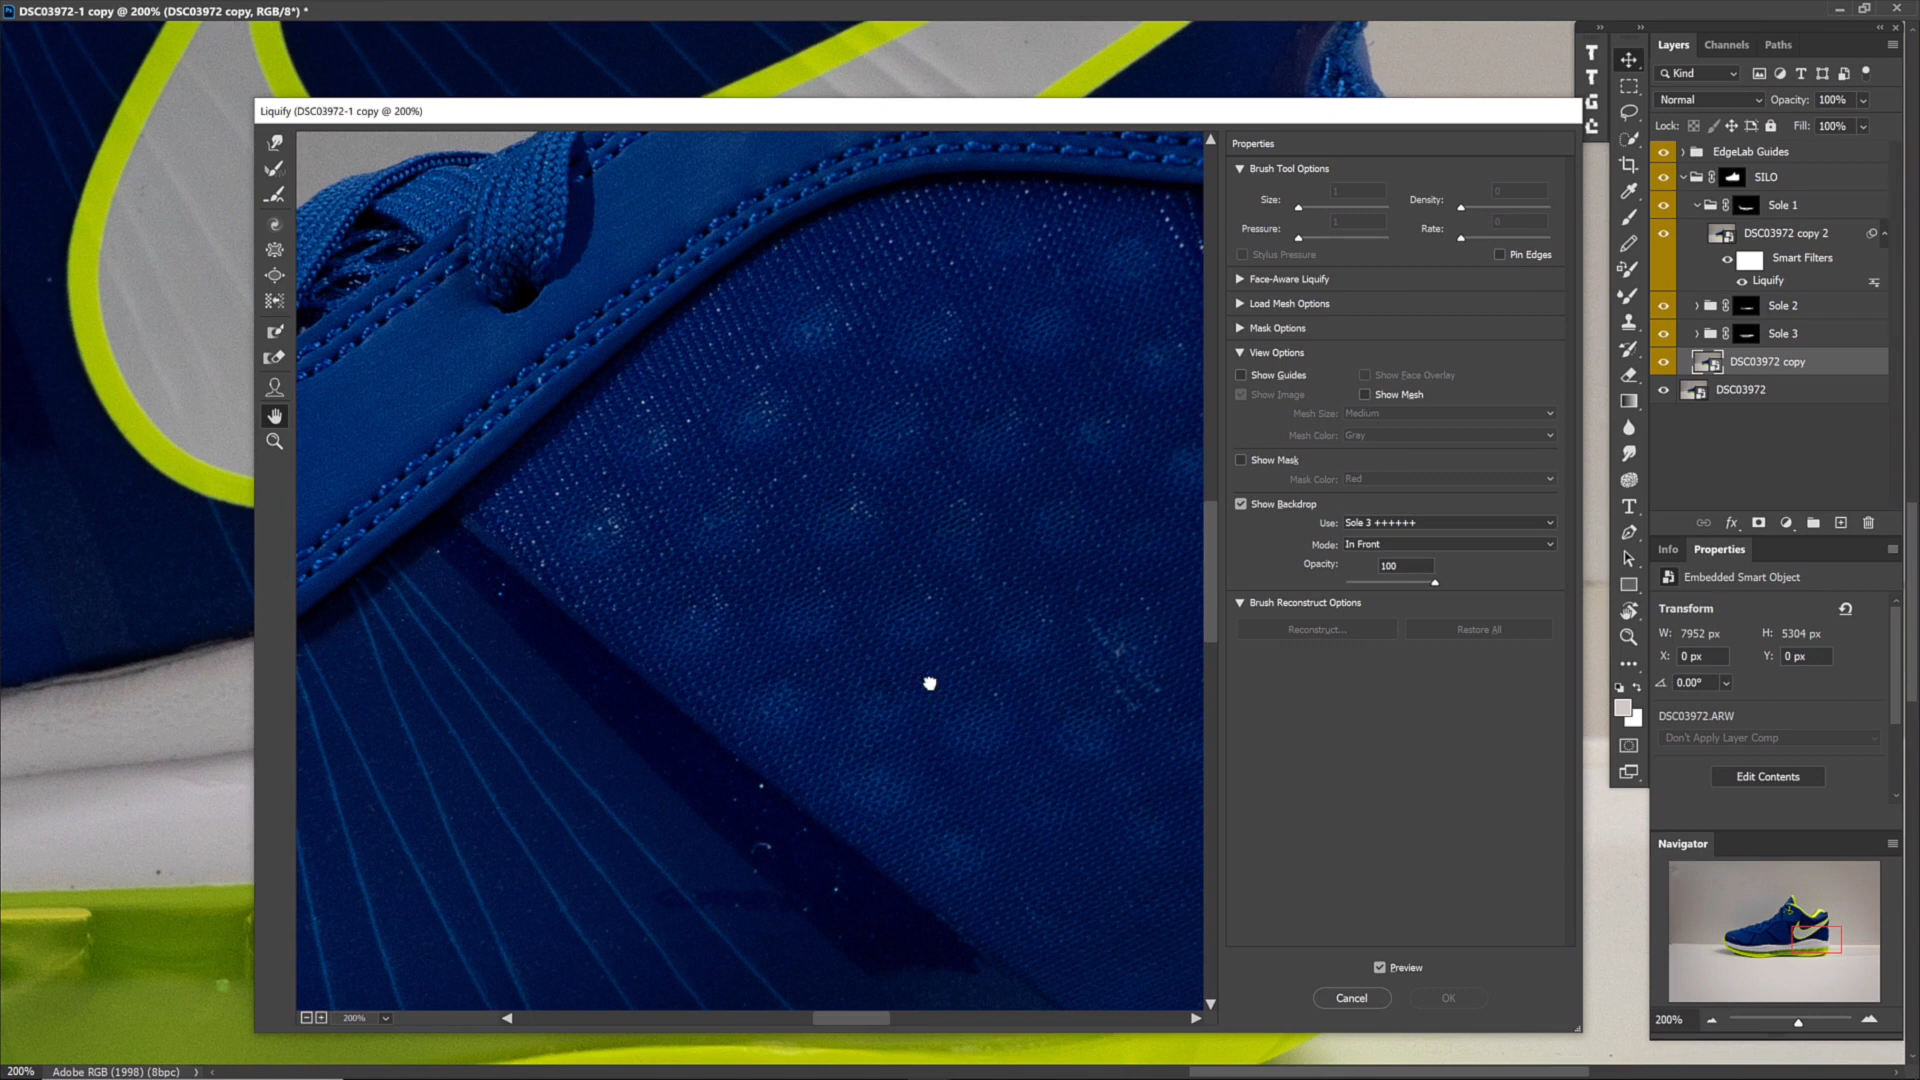 DSC03972-1 copy @ 200% (DSC03972 copy, RGB/8*) *
Liquify (DSC03972-1 copy @ 200%)
200%
Properties
Brush Tool Options
Size: 1
Density: 0
Pressure: 1
Rate: 0
Stylus Pressure
Pin Edges
Face-Aware Liquify
Load Mesh Options
Mask Options
View Options
Show Guides
Show Face Overlay
Show Image
Show Mesh
Mesh Size: Medium
Mesh Color: Gray
Show Mask
Mask Color: Red
Show Backdrop
Use: Sole 3 ++++++
Mode: In Front
Opacity: 100
Brush Reconstruct Options
Reconstruct...
Restore All
Preview
Cancel
OK
Layers
Channels
Paths
Kind
Normal
Opacity: 100%
Lock:
Fill: 100%
EdgeLab Guides
SILO
Sole 1
DSC03972 copy 2
Smart Filters
Liquify
Sole 2
Sole 3
DSC03972 copy
DSC03972
fx
Info
Properties
Embedded Smart Object
Transform
W: 7952 px
H: 5304 px
X: 0 px
Y: 0 px
0.00°
DSC03972.ARW
Don't Apply Layer Comp
Edit Contents
Navigator
200%
200%
Adobe RGB (1998) (8bpc)